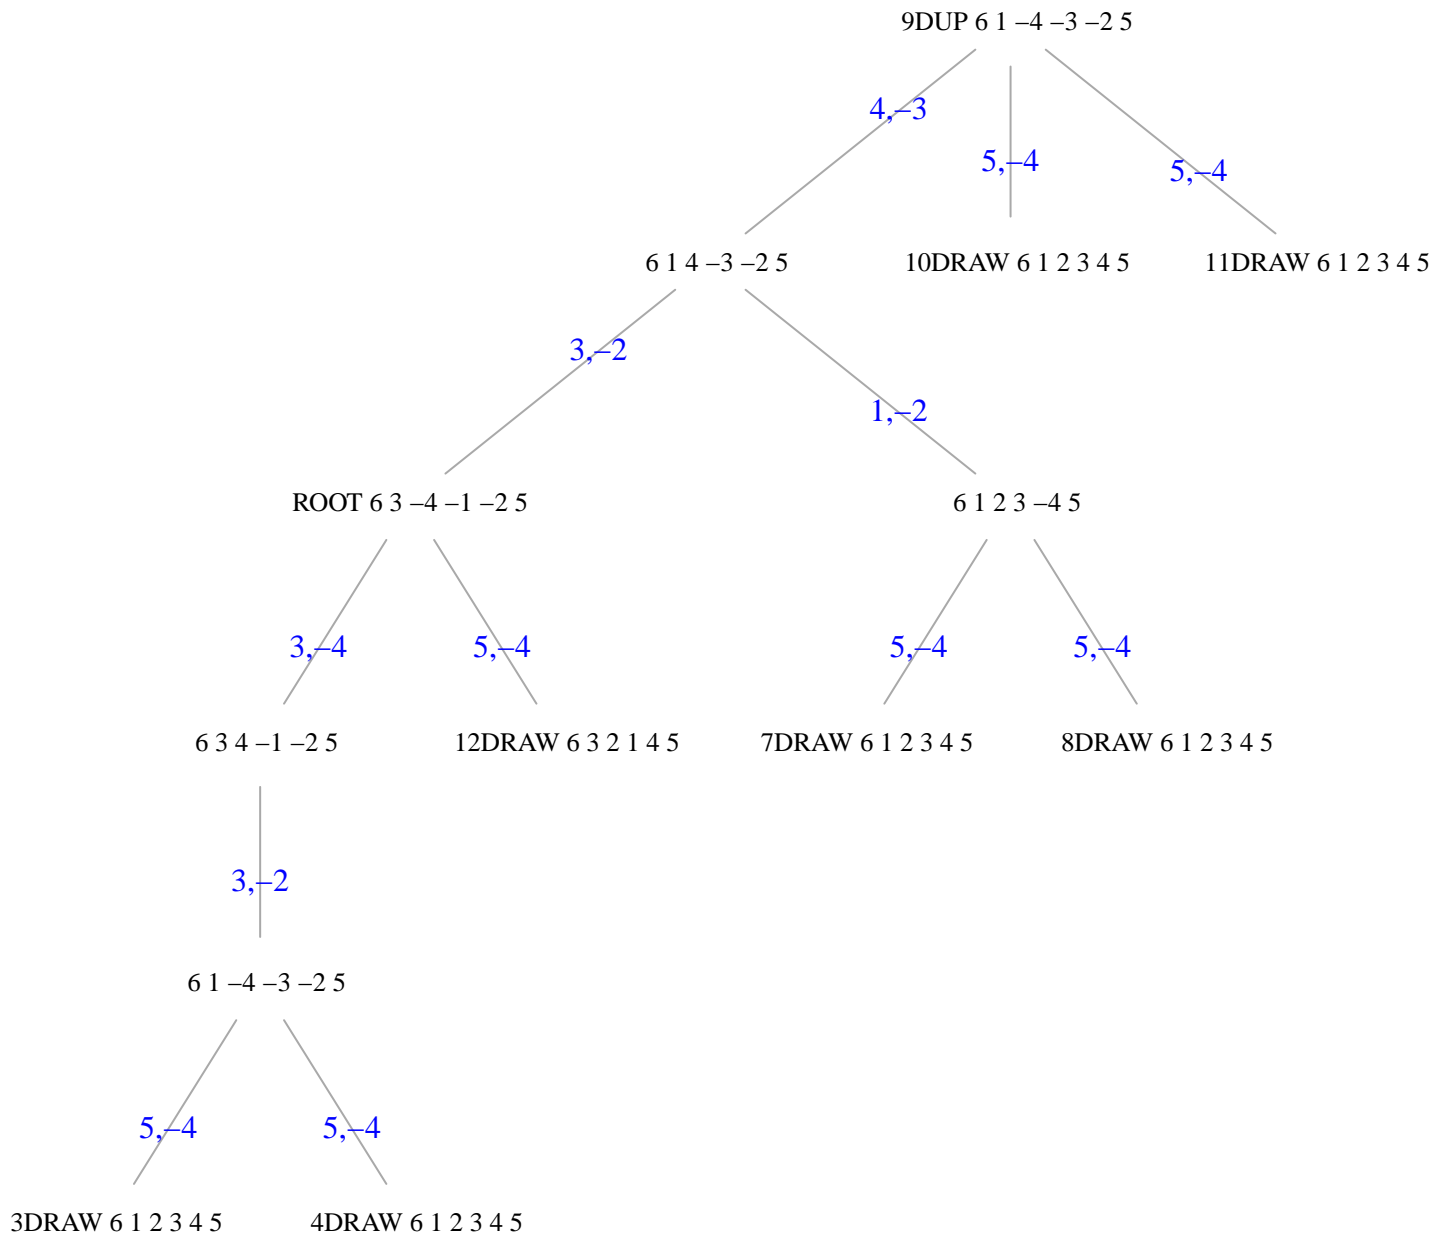 9DUP 6 1 –4 –3 –2 5
4,–3
5,–4
5,–4
6 1 4 –3 –2 5
10DRAW 6 1 2 3 4 5
11DRAW 6 1 2 3 4 5
3,–2
1,–2
ROOT 6 3 –4 –1 –2 5
6 1 2 3 –4 5
3,–4
5,–4
5,–4
5,–4
6 3 4 –1 –2 5
12DRAW 6 3 2 1 4 5
7DRAW 6 1 2 3 4 5
8DRAW 6 1 2 3 4 5
3,–2
6 1 –4 –3 –2 5
5,–4
5,–4
3DRAW 6 1 2 3 4 5
4DRAW 6 1 2 3 4 5